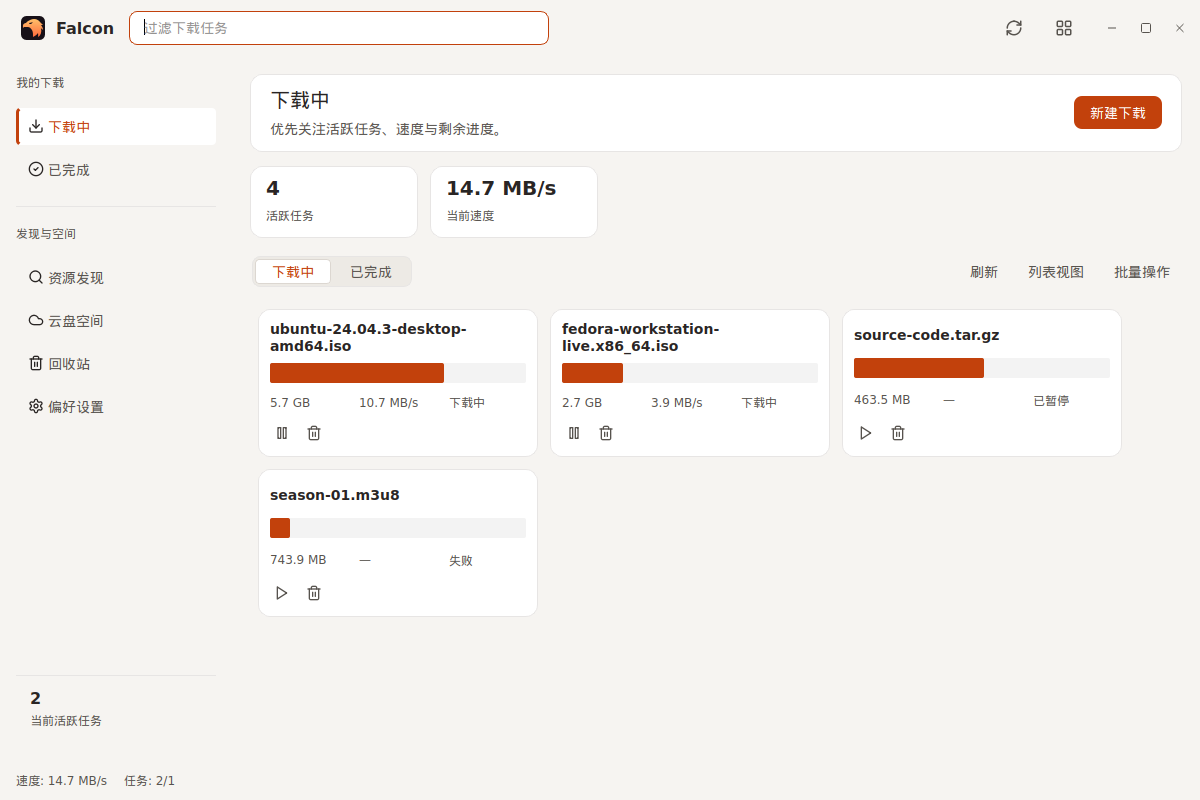 Falcon
过滤下载任务
我的下载
下载中
已完成
发现与空间
资源发现
云盘空间
回收站
偏好设置
2
当前活跃任务
速度: 14.7 MB/s 任务: 2/1
下载中
优先关注活跃任务、速度与剩余进度。
新建下载
4
活跃任务
14.7 MB/s
当前速度
下载中 已完成
刷新 列表视图 批量操作
ubuntu-24.04.3-desktop-
amd64.iso
5.7 GB 10.7 MB/s 下载中
fedora-workstation-
live.x86_64.iso
2.7 GB 3.9 MB/s 下载中
source-code.tar.gz
463.5 MB — 已暂停
season-01.m3u8
743.9 MB — 失败